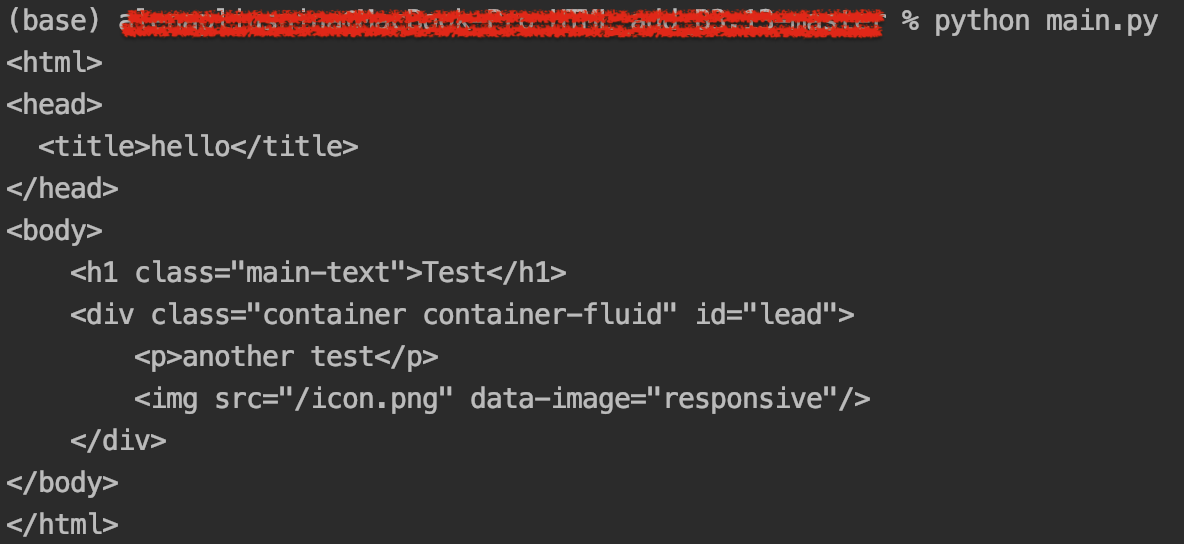 (base) % python main.py
<html>
<head>
  <title>hello</title>
</head>
<body>
    <h1 class="main-text">Test</h1>
    <div class="container container-fluid" id="lead">
        <p>another test</p>
        <img src="/icon.png" data-image="responsive"/>
    </div>
</body>
</html>